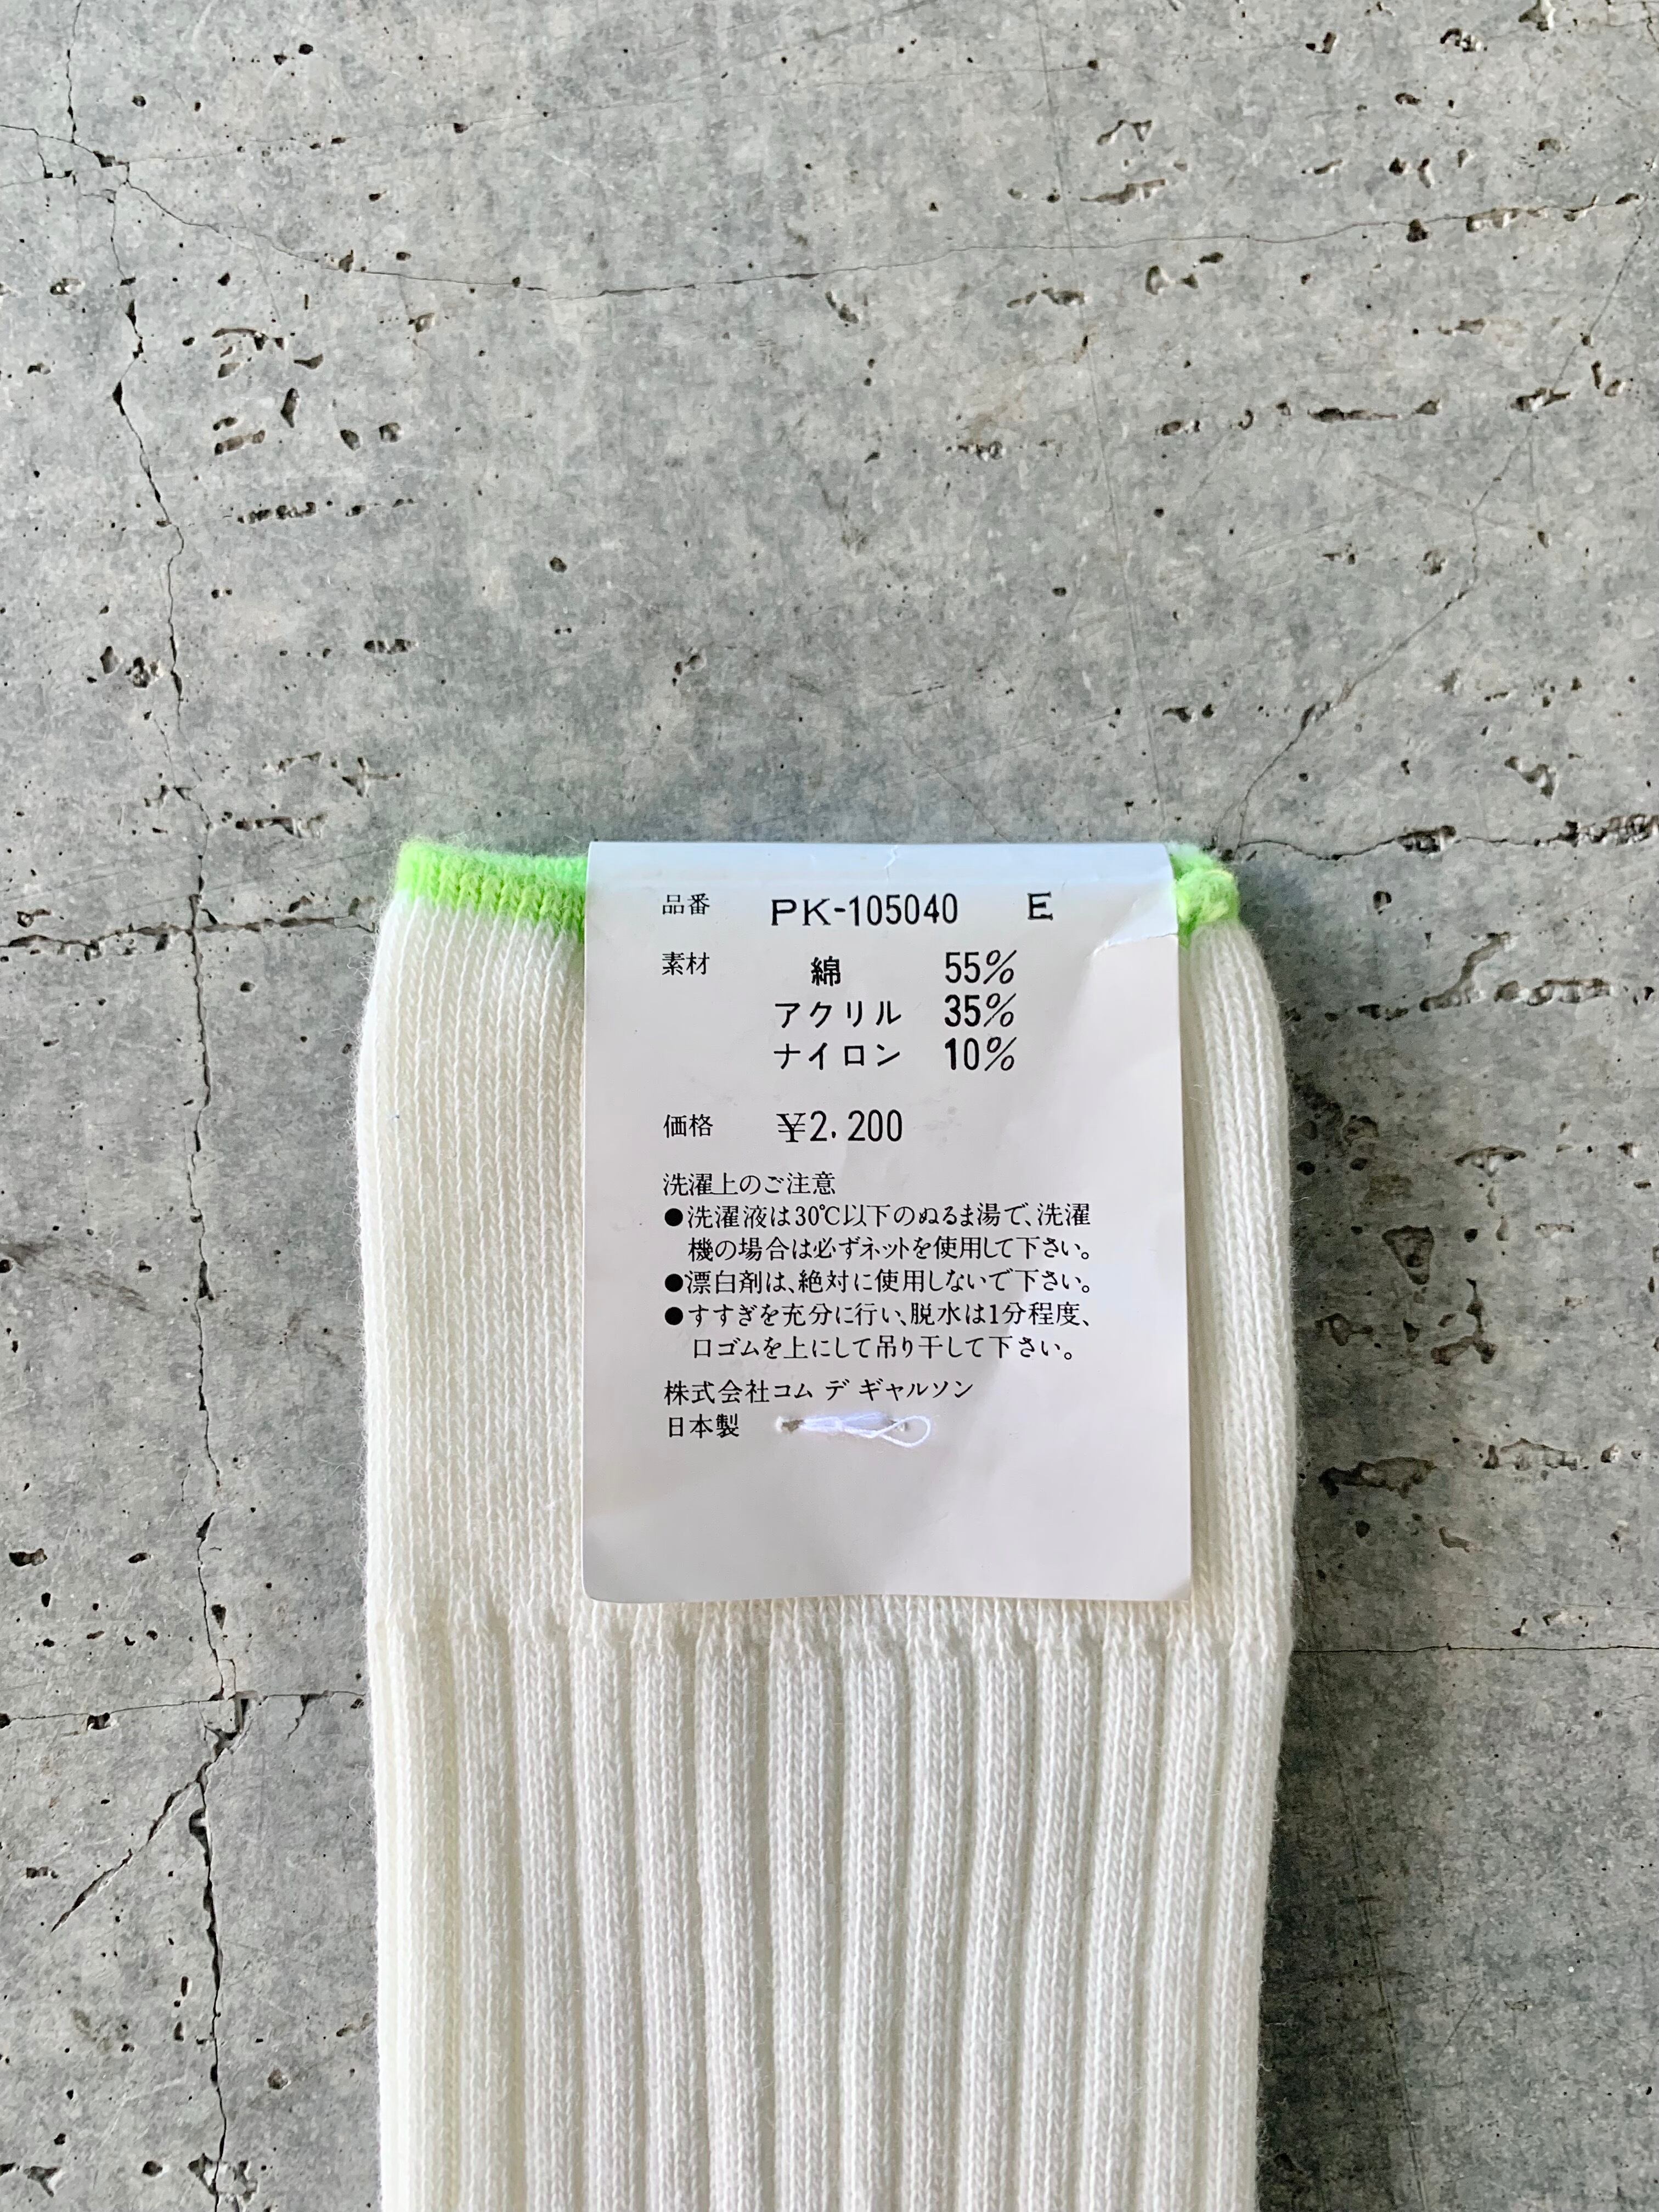 品番 PK-105040 E
素材 綿 55%
アクリル 35%
ナイロン 10%
価格 ¥2.200
洗濯上のご注意
●洗濯液は30℃以下のぬるま湯で、洗濯
機の場合は必ずネットを使用して下さい。
●漂白剤は、絶対に使用しないで下さい。
●すすぎを充分に行い、脱水は1分程度、
口ゴムを上にして吊り干して下さい。
株式会社コム デ ギャルソン
日本製